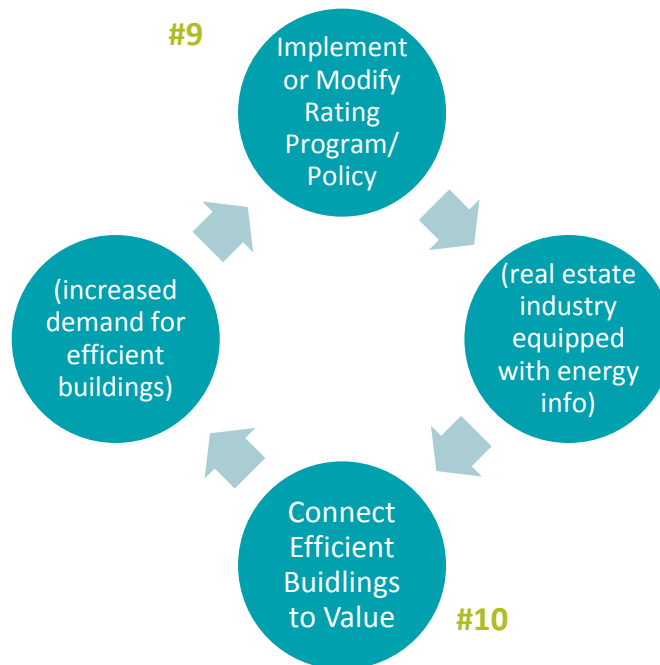 #9
Implement
or Modify
Rating
Program/
Policy
(increased
demand for
efficient
buildings)
(real estate
industry
equipped
with energy
info)
Connect
Efficient
Buidlings
to Value
#10